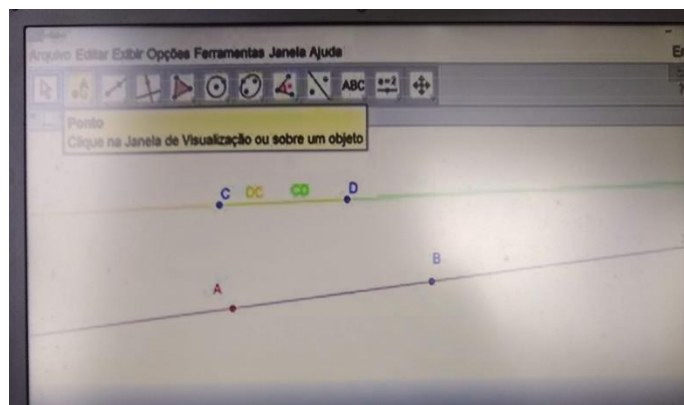 Arquivo Editar Exibir Opções Ferramentas Janela Ajuda
ABC a=2
Ponto
Clique na Janela de Visualização ou sobre um objeto
C DC CD D
B
A